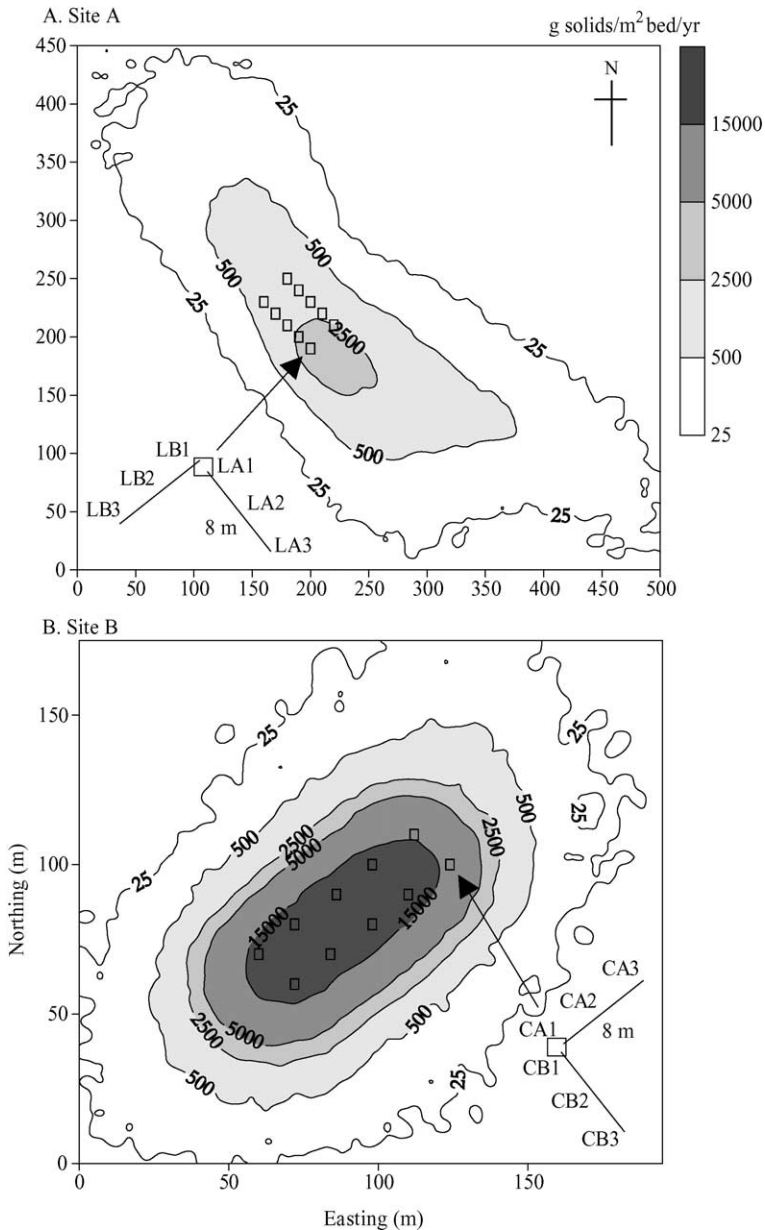 A. Site A
g solids/m² bed/yr
450
400
350
300
250
200
150
100
50
0
0 50 100 150 200 250 300 350 400 450 500
N
25
500
500
25
2500
25
500
25
25
LB1
LA1
LB2
LA2
LB3
8 m
LA3
15000
5000
2500
500
25
B. Site B
Northing (m)
150
100
50
0
0 50 100 150
Easting (m)
25
25
500
2500
5000
500
2500
25
15000
15000
2500
5000
500
500
25
CA3
CA2
CA1
8 m
CB1
CB2
CB3